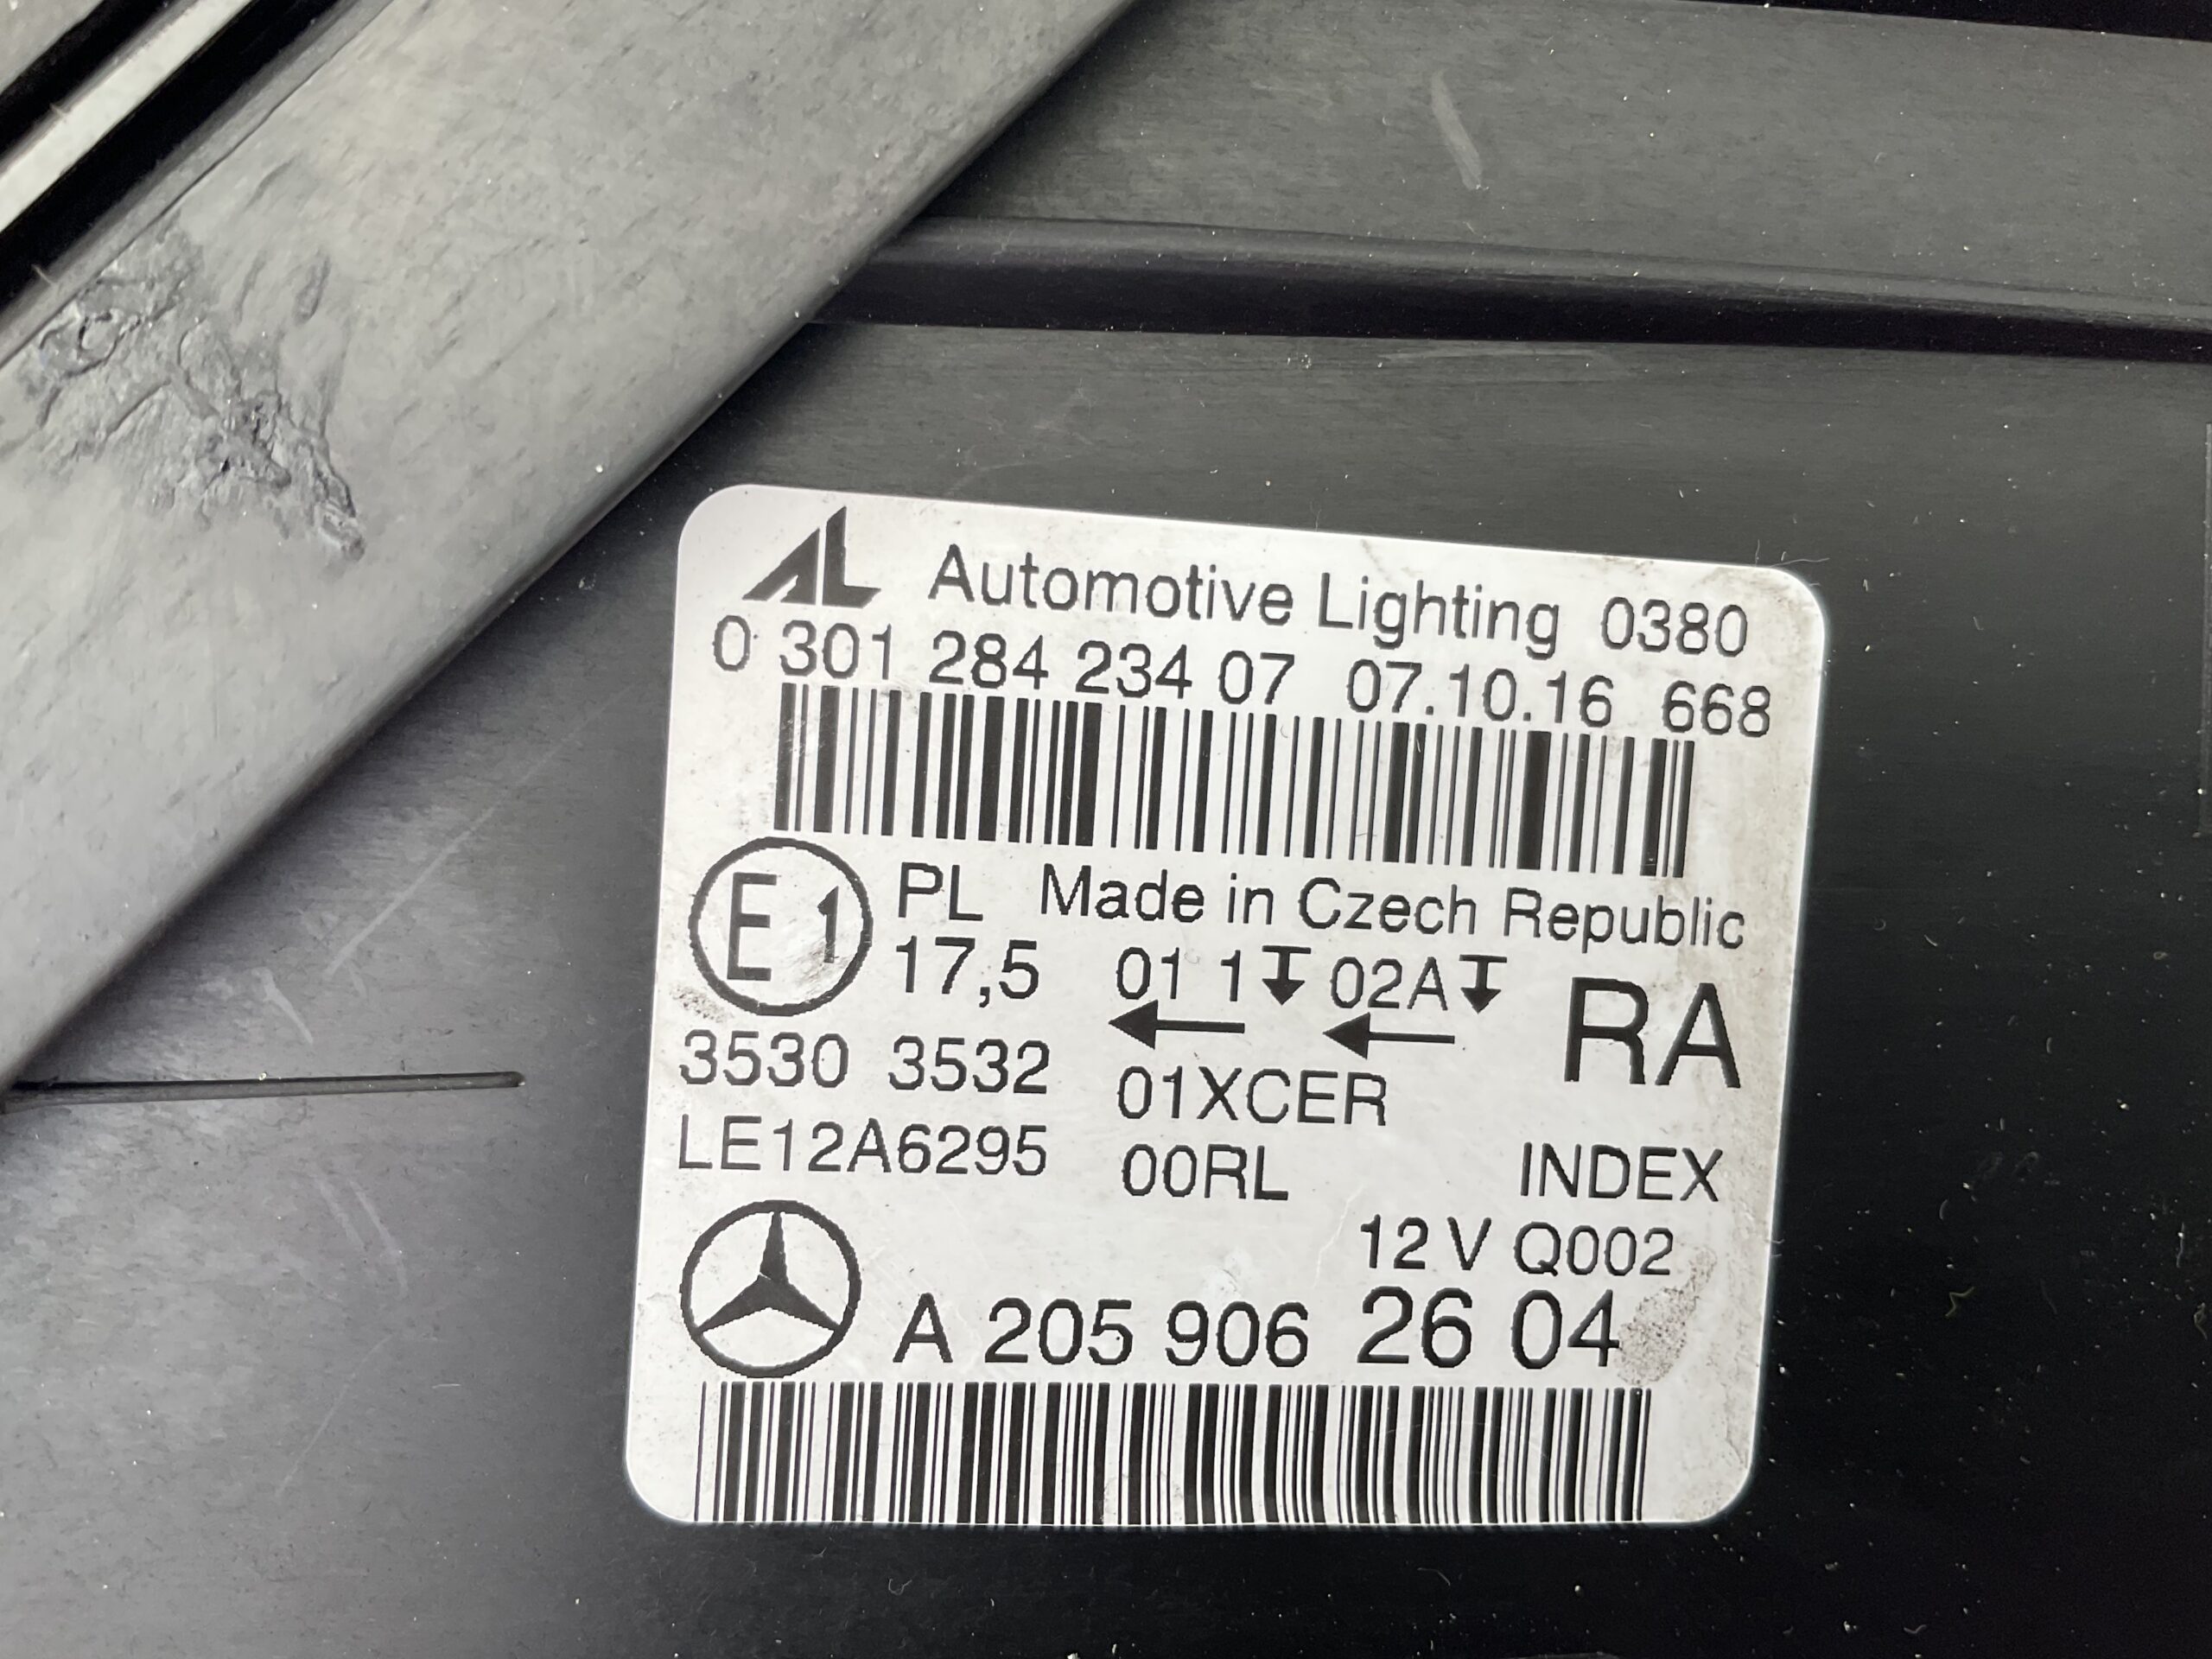 AL Automotive Lighting 0380
0 301 284 234 07 07.10.16 668
E1 PL Made in Czech Republic
17,5 01 1 02A RA
3530 3532 01XCER
LE12A6295 00RL INDEX
12V Q002
A 205 906 26 04